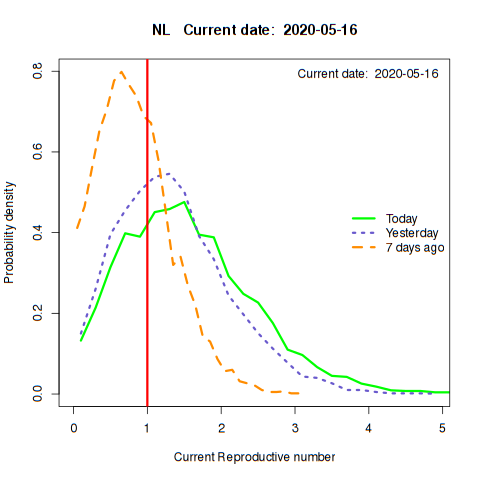 NL   Current date:  2020-05-16
Current date:  2020-05-16
Probability density
0.8
0.6
0.4
0.2
0.0
Today
Yesterday
7 days ago
0 1 2 3 4 5
Current Reproductive number